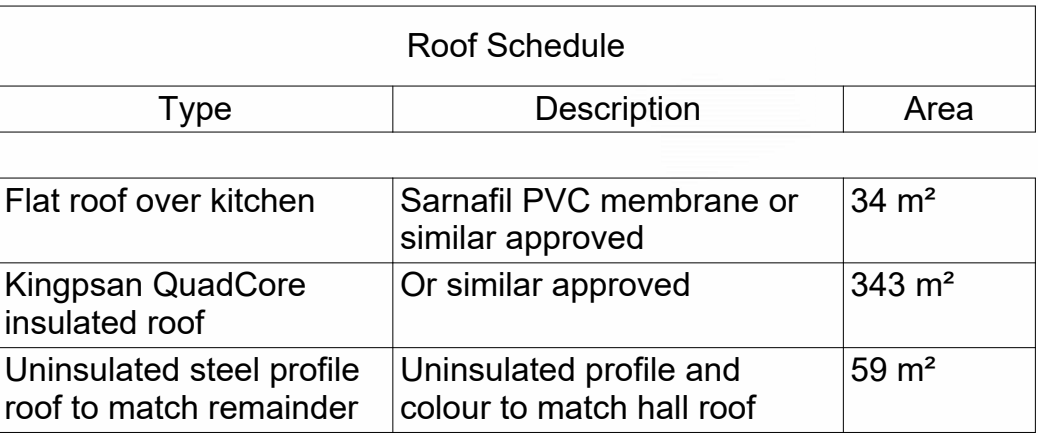 Roof Schedule
Type Description Area
Flat roof over kitchen Sarnafil PVC membrane or 34 m²
similar approved
Kingpsan QuadCore Or similar approved 343 m²
insulated roof
Uninsulated steel profile Uninsulated profile and 59 m²
roof to match remainder colour to match hall roof